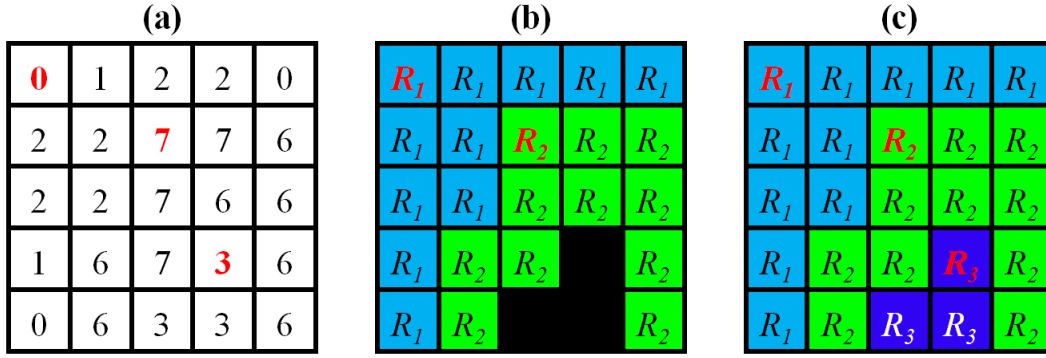 (a) (b) (c)
0 1 2 2 0 R1 R1 R1 R1 R1 R1 R1 R1 R1 R1
2 2 7 7 6 R1 R1 R2 R2 R2 R1 R1 R2 R2 R2
2 2 7 6 6 R1 R1 R2 R2 R2 R1 R1 R2 R2 R2
1 6 7 3 6 R1 R2 R2 R2 R1 R2 R2 R3 R2
0 6 3 3 6 R1 R2 R2 R1 R2 R3 R3 R2